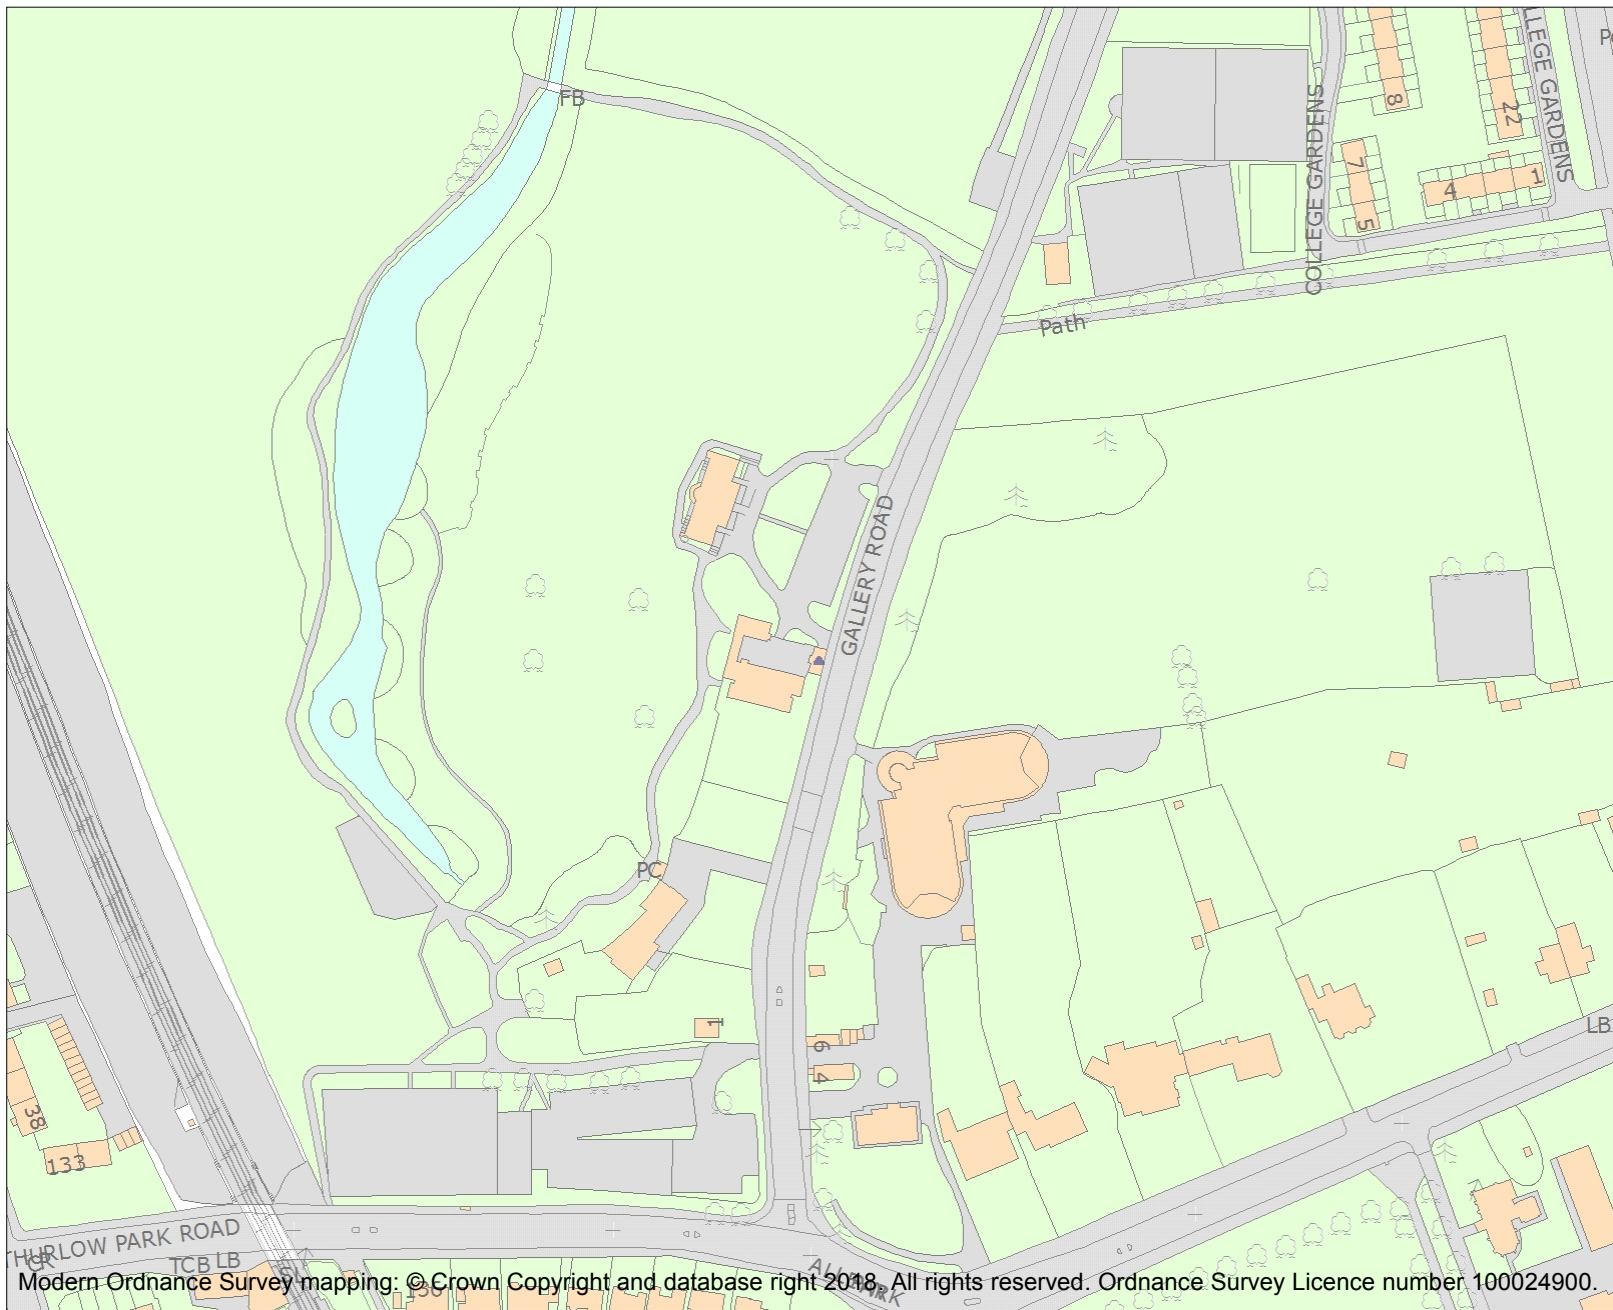 FB
COLLEGE GARDENS
8
22
LLEGE GARDENS
7
5
4
1
Path
GALLERY ROAD
PC
1
6
4
LB
38
133
THURLOW PARK ROAD
TCB LB
136
PARK
Modern Ordnance Survey mapping: © Crown Copyright and database right 2018. All rights reserved. Ordnance Survey Licence number 100024900.